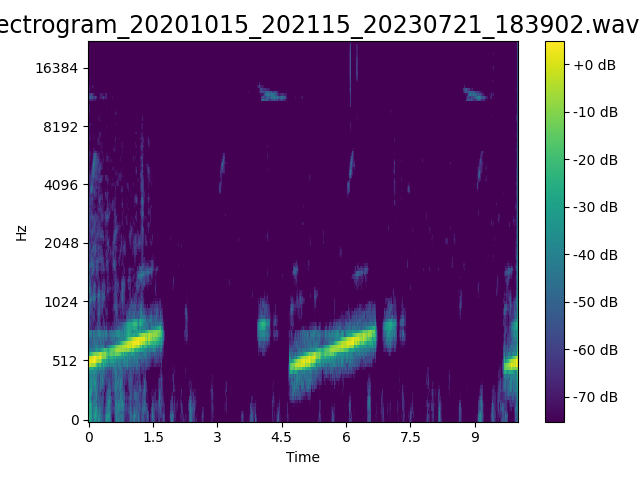 ectrogram_20201015_202115_20230721_183902.wav
16384
8192
4096
2048
1024
512
0
Hz
0 1.5 3 4.5 6 7.5 9
Time
+0 dB
-10 dB
-20 dB
-30 dB
-40 dB
-50 dB
-60 dB
-70 dB